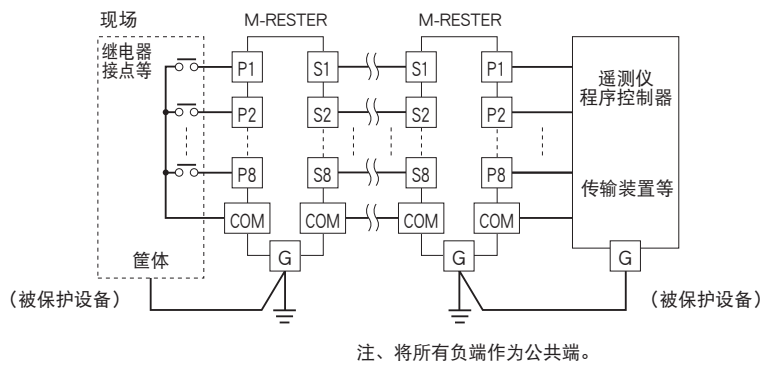 现场
M-RESTER
M-RESTER
继电器
接点等
P1
S1
S1
P1
遥测仪
程序控制器
P2
S2
S2
P2
P8
S8
S8
P8
传输装置等
COM
COM
COM
COM
筐体
G
G
G
（被保护设备）
（被保护设备）
注、将所有负端作为公共端。